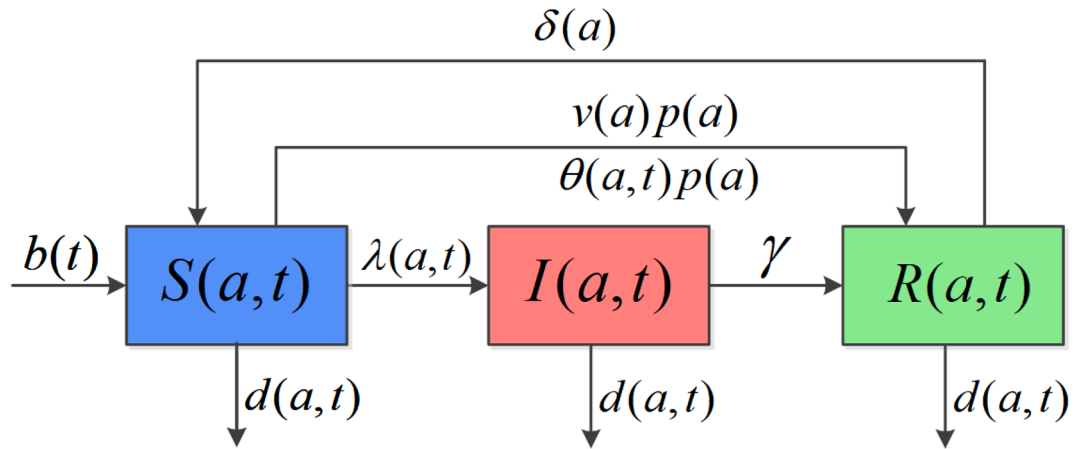 δ(a)
v(a)p(a)
θ(a,t)p(a)
b(t)
S(a,t)
λ(a,t)
I(a,t)
γ
R(a,t)
d(a,t)
d(a,t)
d(a,t)